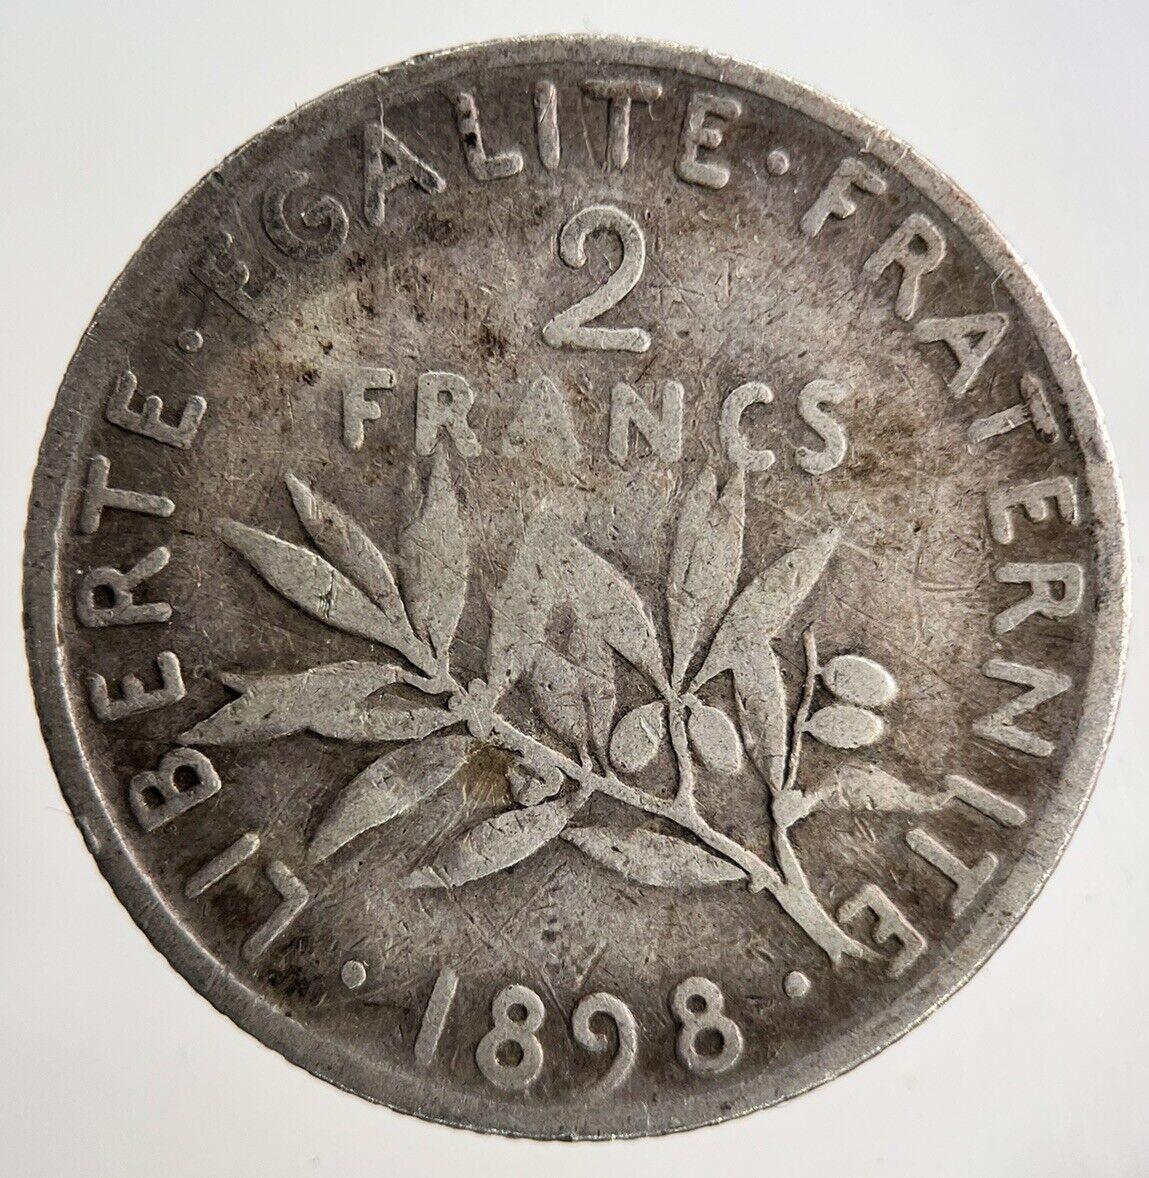 LIBERTE · EGALITE · FRATERNITE
2
FRANCS
· 1898 ·